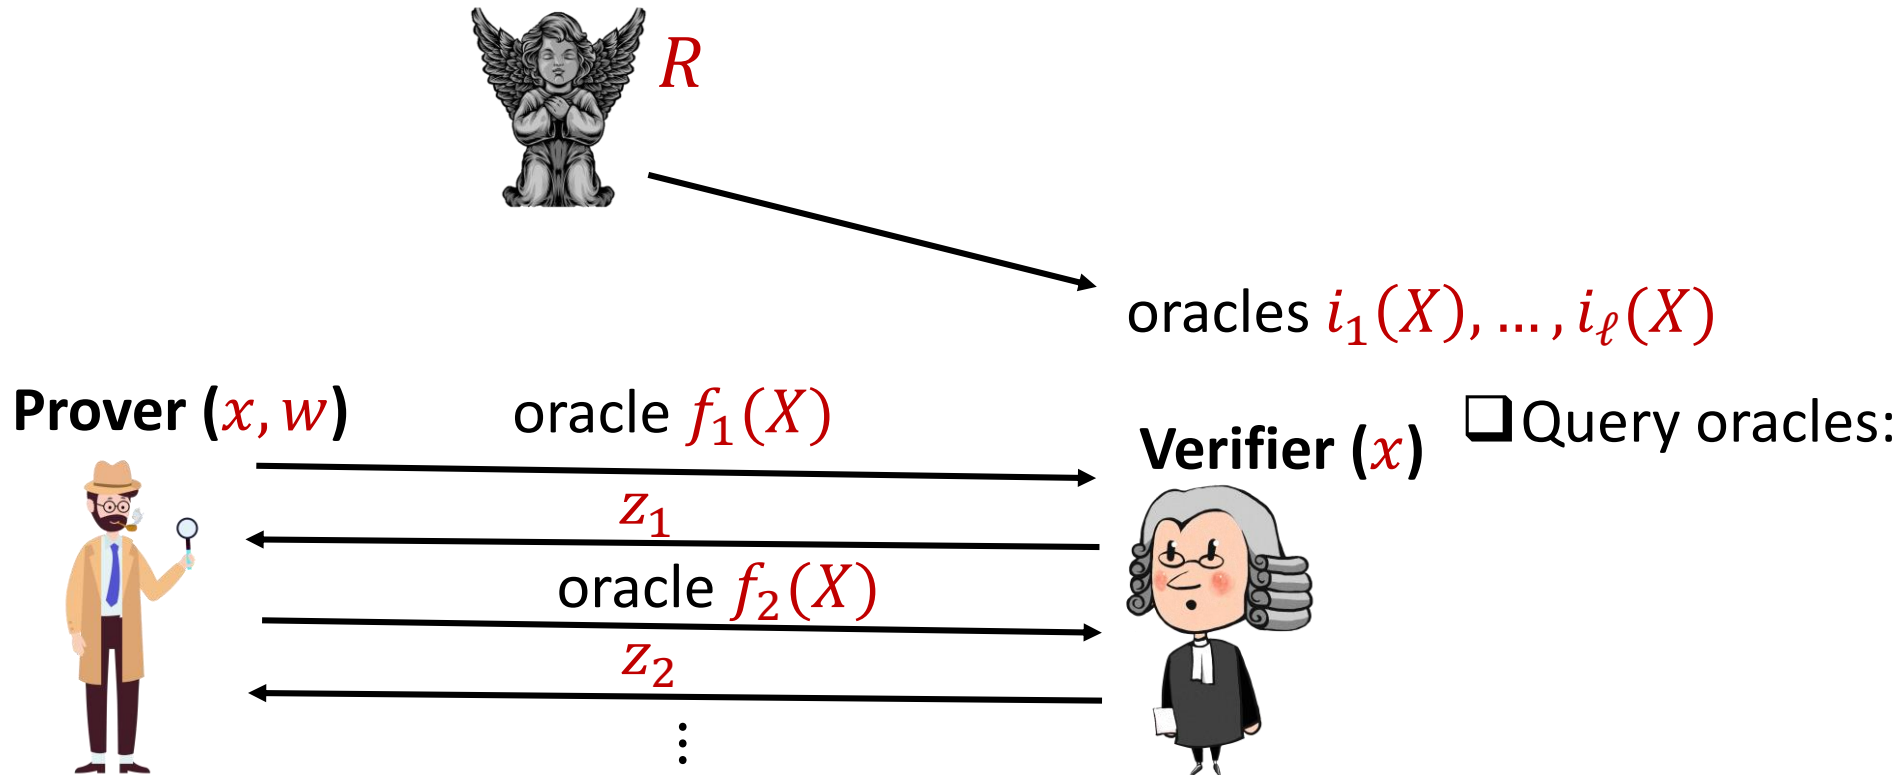 R
oracles i₁(X), … , i_ℓ(X)
Prover (x, w)
oracle f₁(X)
Verifier (x)
❑Query oracles:
z₁
oracle f₂(X)
z₂
⋮